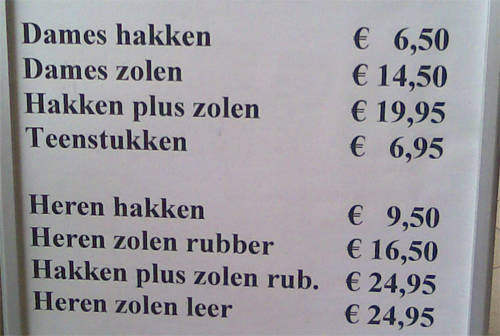 Dames hakken € 6,50
Dames zolen € 14,50
Hakken plus zolen € 19,95
Teenstukken € 6,95
Heren hakken € 9,50
Heren zolen rubber € 16,50
Hakken plus zolen rub. € 24,95
Heren zolen leer € 24,95